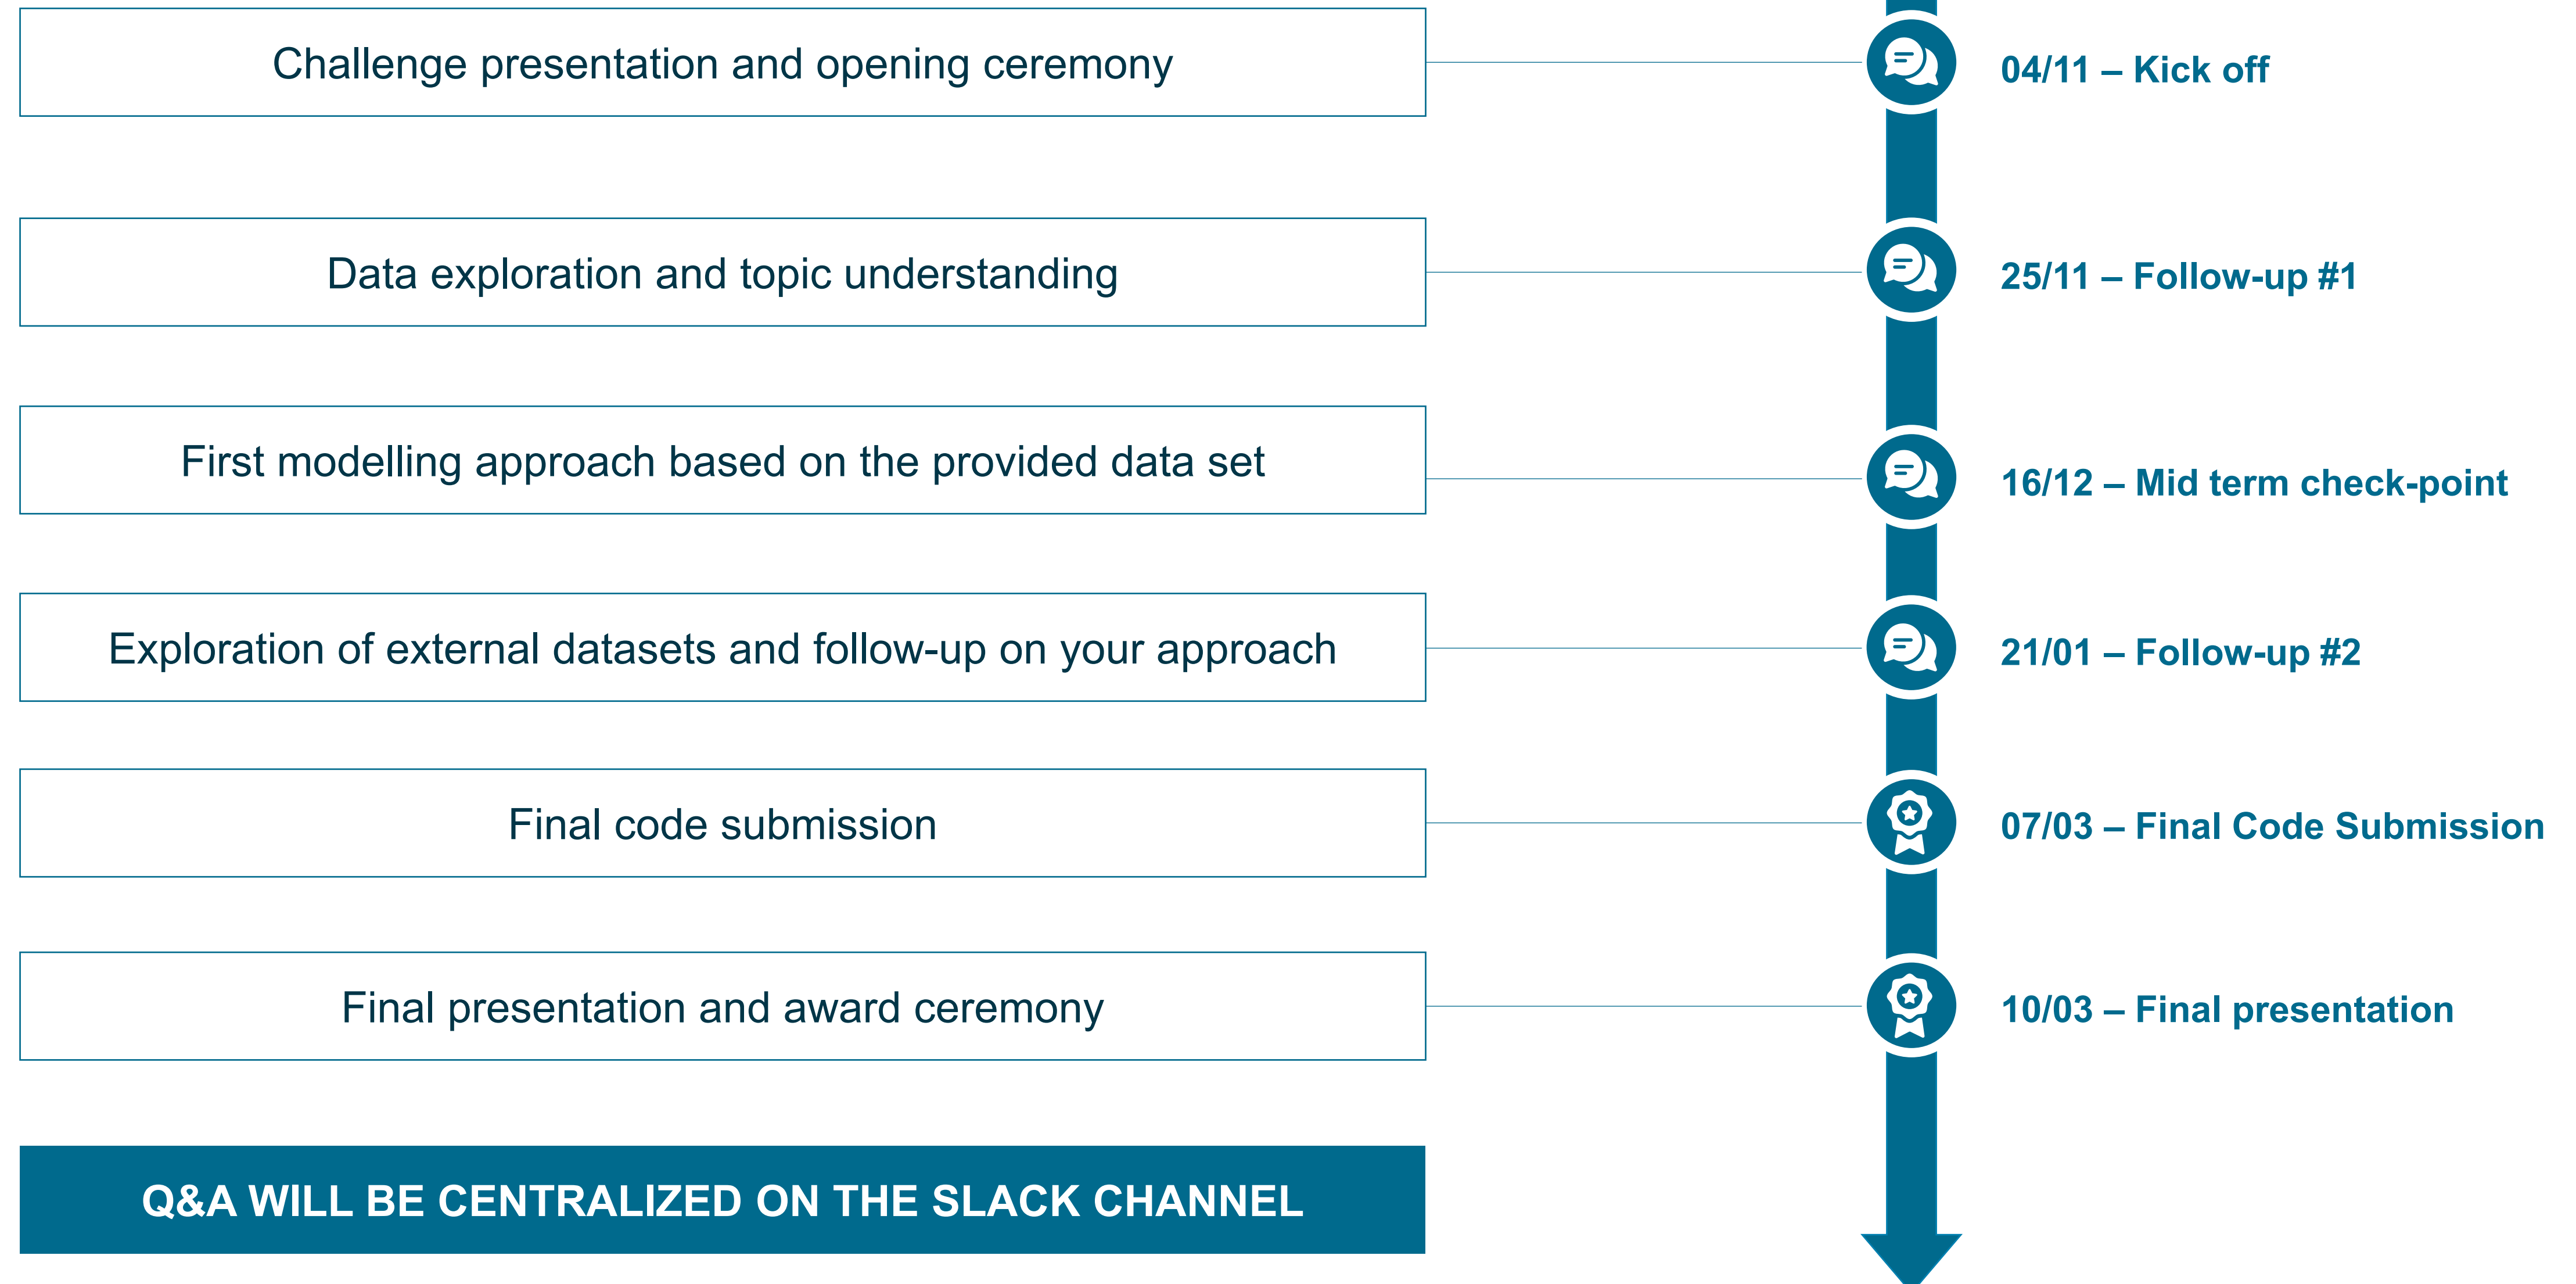 Challenge presentation and opening ceremony
04/11 – Kick off
Data exploration and topic understanding
25/11 – Follow-up #1
First modelling approach based on the provided data set
16/12 – Mid term check-point
Exploration of external datasets and follow-up on your approach
21/01 – Follow-up #2
Final code submission
07/03 – Final Code Submission
Final presentation and award ceremony
10/03 – Final presentation
Q&A WILL BE CENTRALIZED ON THE SLACK CHANNEL